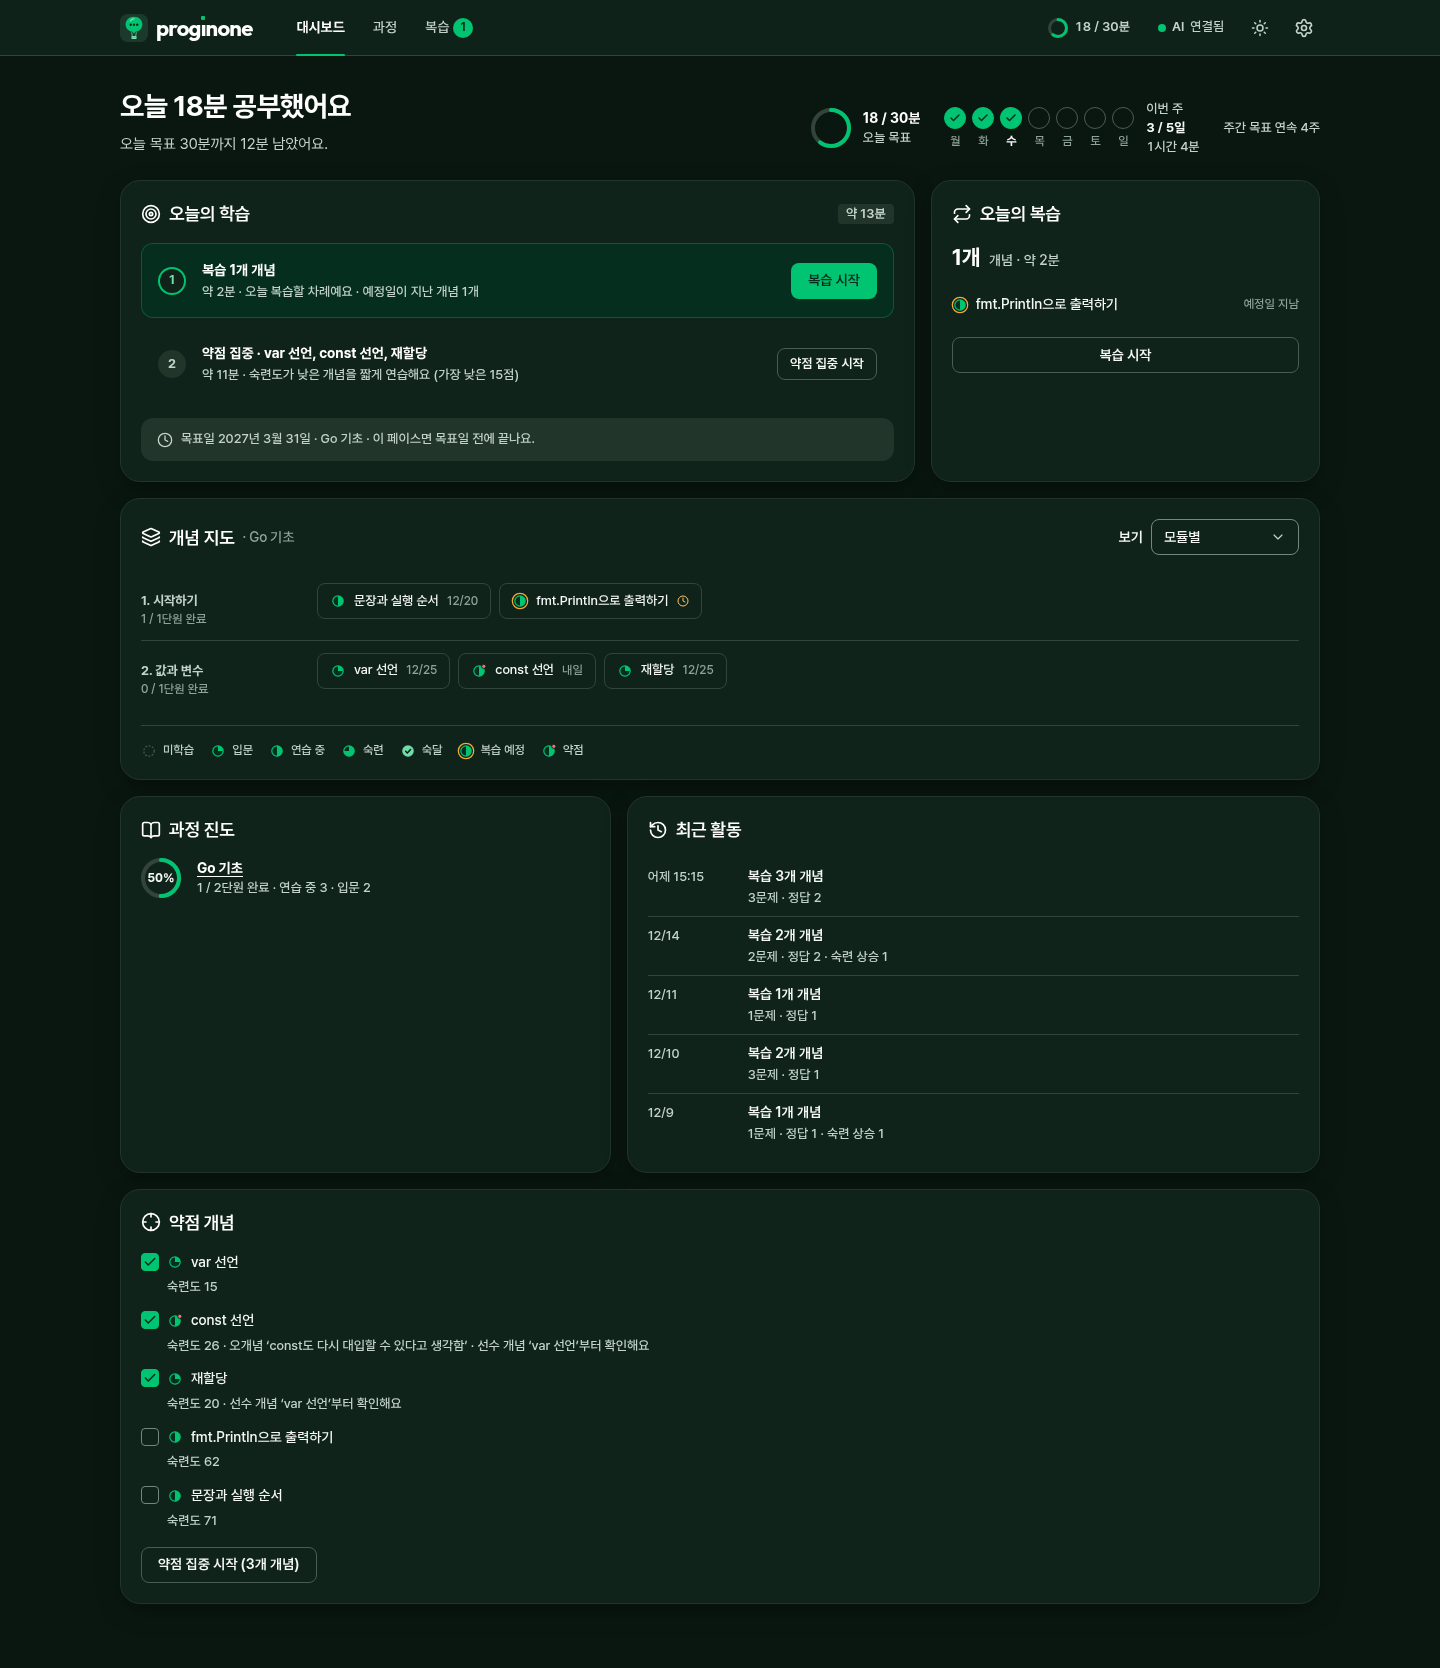 proginone
대시보드
과정
복습 1
18 / 30분
AI 연결됨
오늘 18분 공부했어요
오늘 목표 30분까지 12분 남았어요.
18 / 30분
오늘 목표
월 화 수 목 금 토 일
이번 주
3 / 5일
1시간 4분
주간 목표 연속 4주
오늘의 학습
약 13분
1
복습 1개 개념
약 2분 · 오늘 복습할 차례예요 · 예정일이 지난 개념 1개
복습 시작
2
약점 집중 · var 선언, const 선언, 재할당
약 11분 · 숙련도가 낮은 개념을 짧게 연습해요 (가장 낮은 15점)
약점 집중 시작
목표일 2027년 3월 31일 · Go 기초 · 이 페이스면 목표일 전에 끝나요.
오늘의 복습
1개 개념 · 약 2분
fmt.Println으로 출력하기
예정일 지남
복습 시작
개념 지도 · Go 기초
보기
모듈별
1. 시작하기
1 / 1단원 완료
문장과 실행 순서 12/20
fmt.Println으로 출력하기
2. 값과 변수
0 / 1단원 완료
var 선언 12/25
const 선언 내일
재할당 12/25
미학습
입문
연습 중
숙련
숙달
복습 예정
약점
과정 진도
50%
Go 기초
1 / 2단원 완료 · 연습 중 3 · 입문 2
최근 활동
어제 15:15
복습 3개 개념
3문제 · 정답 2
12/14
복습 2개 개념
2문제 · 정답 2 · 숙련 상승 1
12/11
복습 1개 개념
1문제 · 정답 1
12/10
복습 2개 개념
3문제 · 정답 1
12/9
복습 1개 개념
1문제 · 정답 1 · 숙련 상승 1
약점 개념
var 선언
숙련도 15
const 선언
숙련도 26 · 오개념 ‘const도 다시 대입할 수 있다고 생각함’ · 선수 개념 ‘var 선언’부터 확인해요
재할당
숙련도 20 · 선수 개념 ‘var 선언’부터 확인해요
fmt.Println으로 출력하기
숙련도 62
문장과 실행 순서
숙련도 71
약점 집중 시작 (3개 개념)